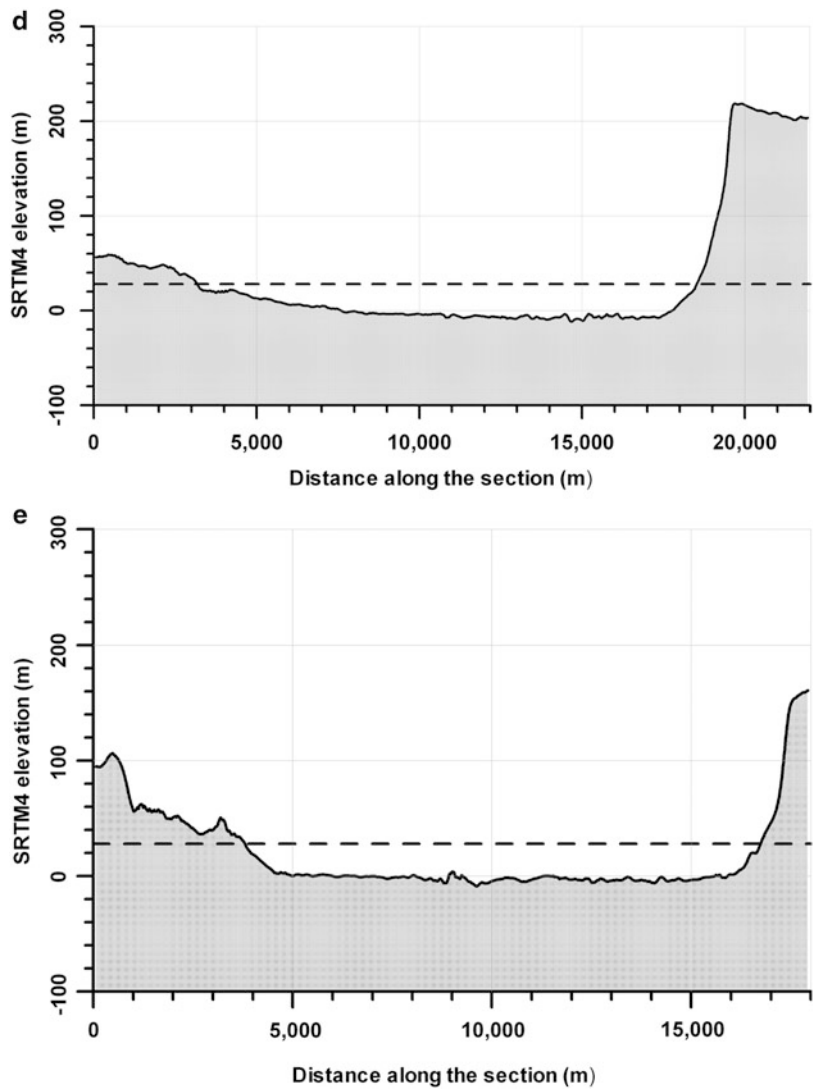 d
300
200
100
0
-100
SRTM4 elevation (m)
0 5,000 10,000 15,000 20,000
Distance along the section (m)
e
300
200
100
0
-100
SRTM4 elevation (m)
0 5,000 10,000 15,000
Distance along the section (m)